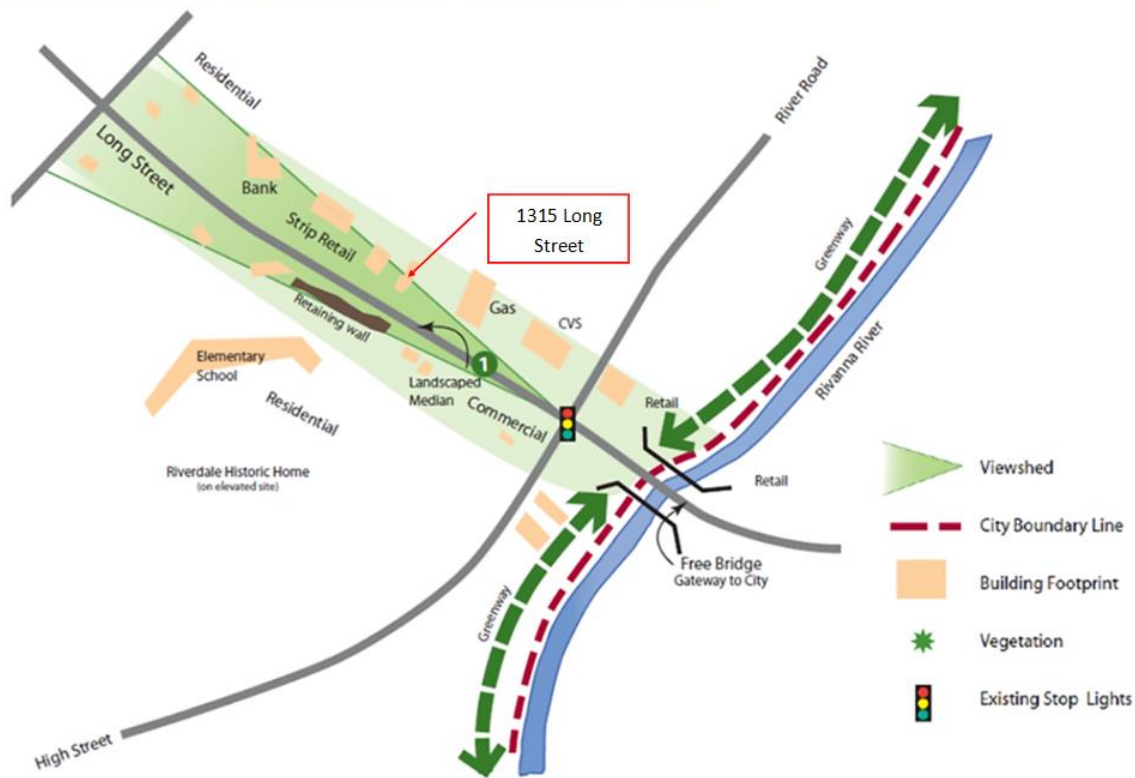 Residential
River Road
Long Street
Bank
Strip Retail
1315 Long
Street
Greenway
Gas
CVS
Retaining wall
1
Elementary
School
Landscaped
Median
Commercial
Residential
Retail
Rivanna River
Riverdale Historic Home
(on elevated site)
Retail
Free Bridge
Gateway to City
Greenway
High Street
Viewshed
City Boundary Line
Building Footprint
Vegetation
Existing Stop Lights